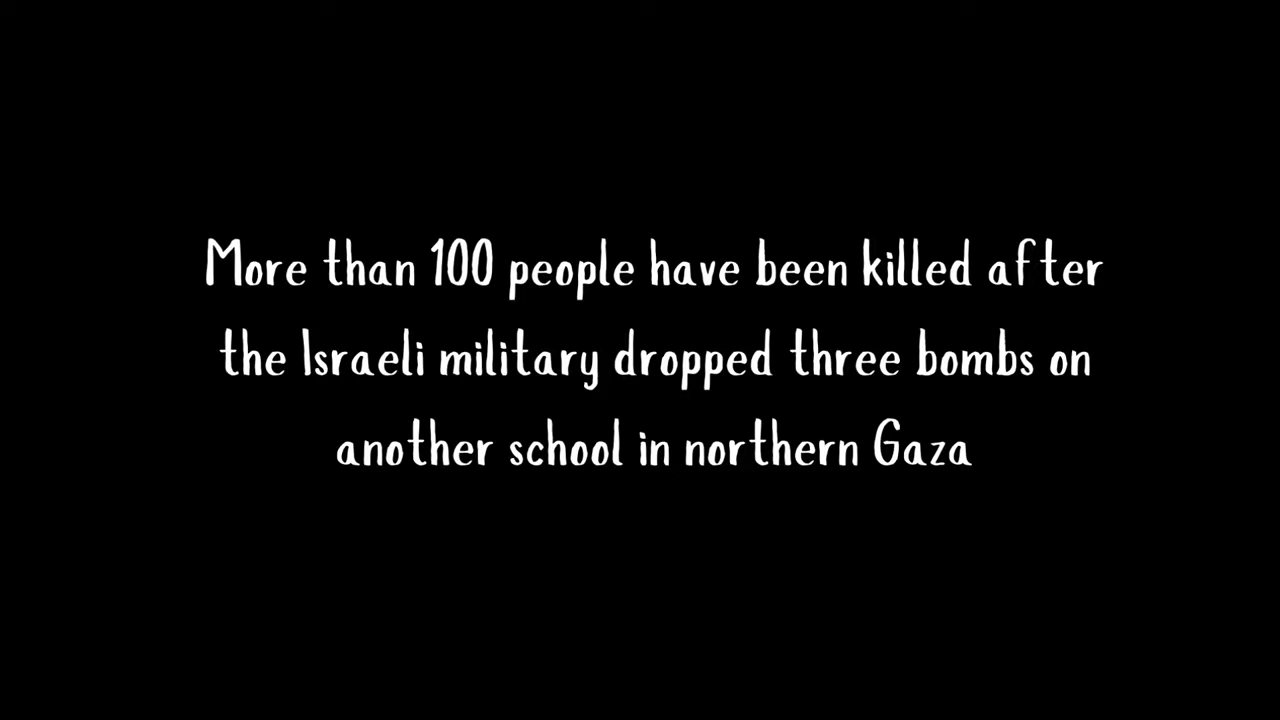 More than 100 people have been killed after
the Israeli military dropped three bombs on
another school in northern Gaza